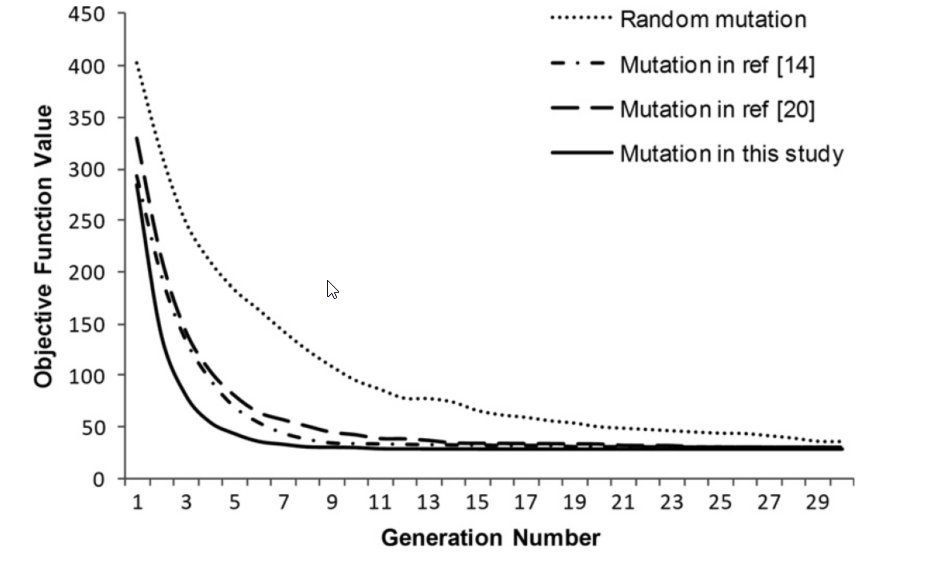 450
400
350
300
250
200
150
100
50
0
Objective Function Value
Random mutation
Mutation in ref [14]
Mutation in ref [20]
Mutation in this study
1 3 5 7 9 11 13 15 17 19 21 23 25 27 29
Generation Number